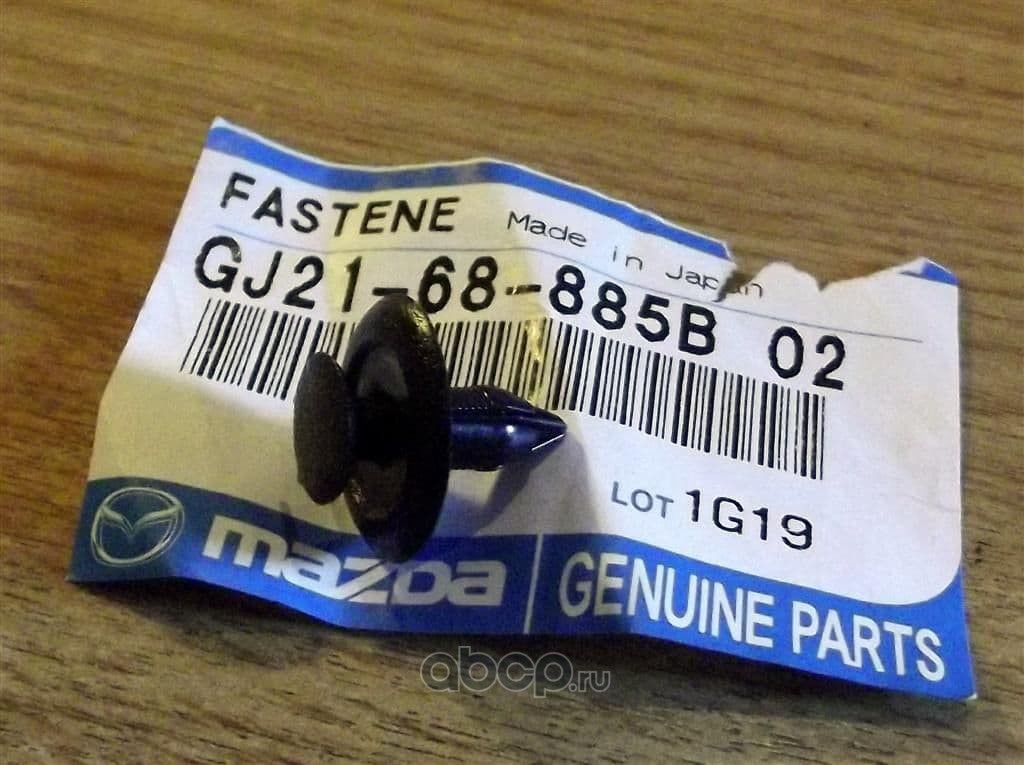 FASTENE Made in Japan
GJ21-68-885B 02
LOT 1G19
mazda GENUINE PARTS
abcp.ru